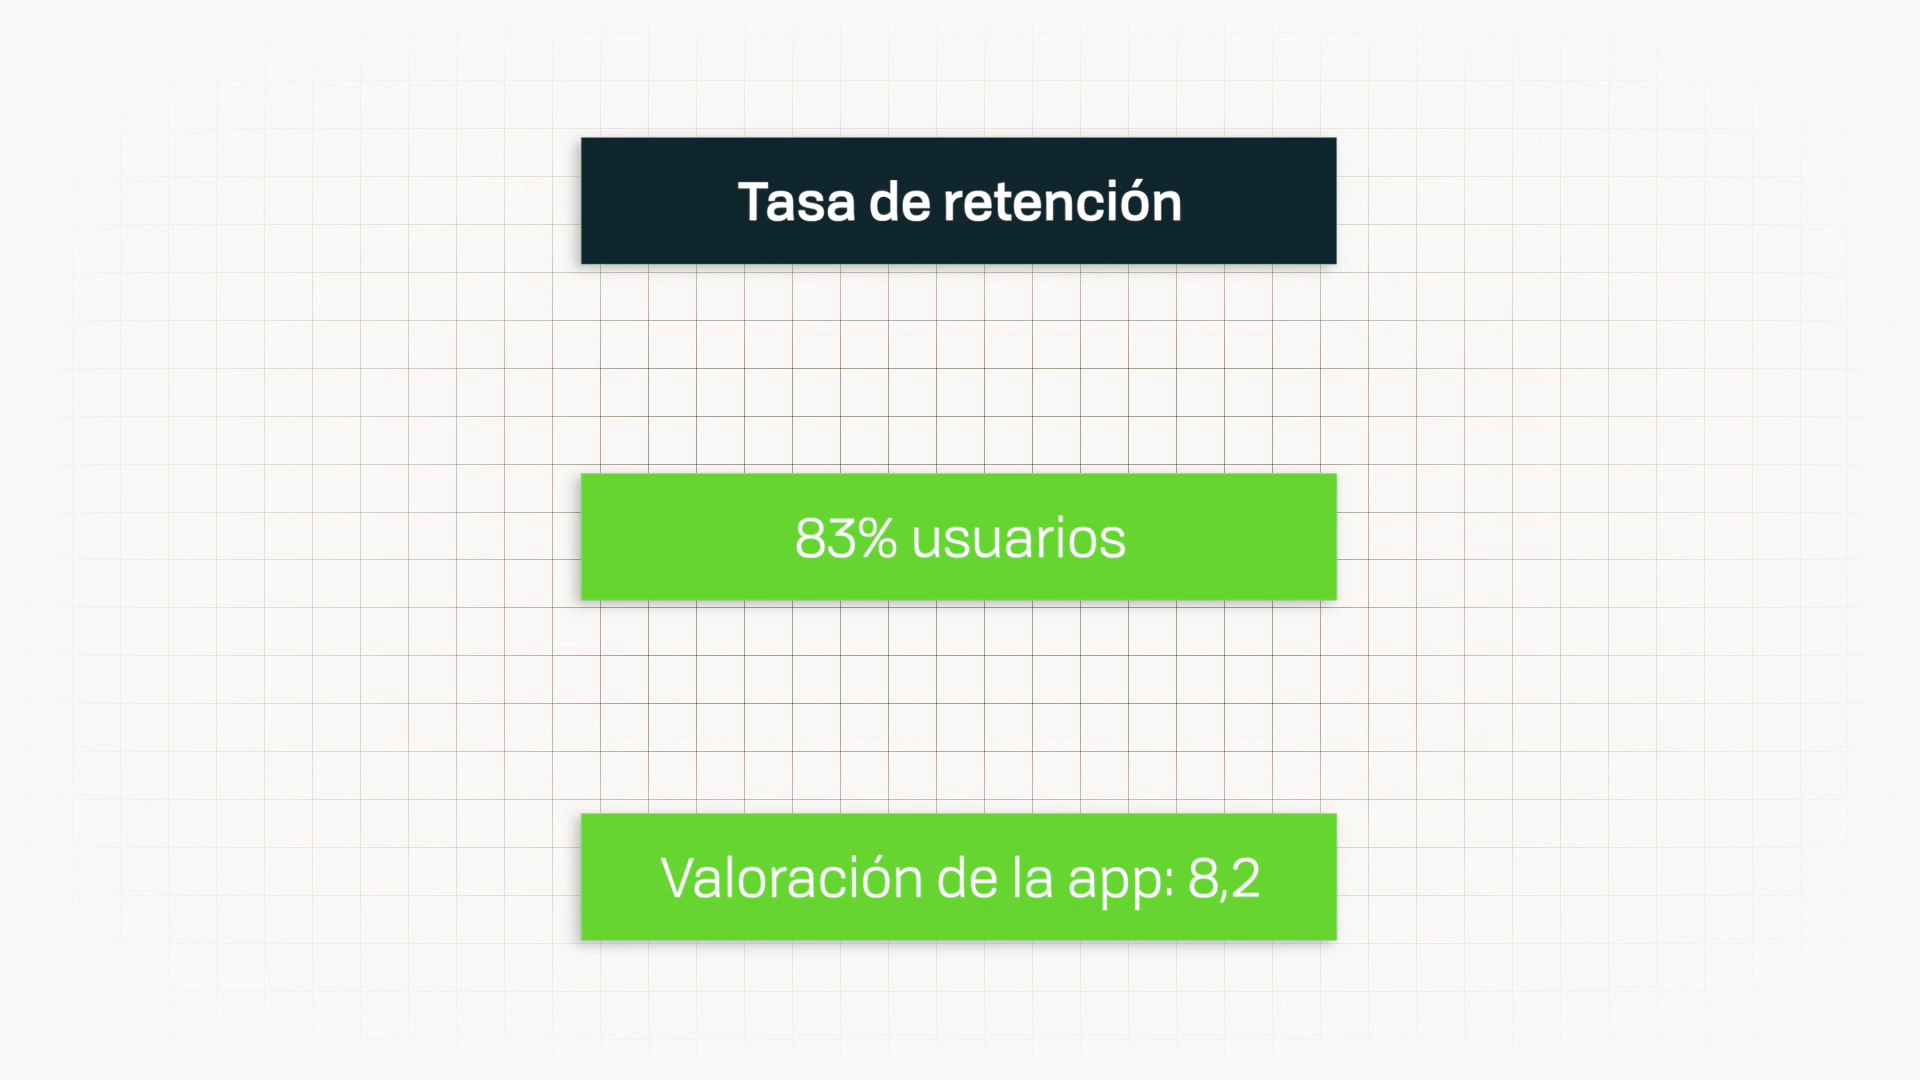 Tasa de retención
83% usuarios
Valoración de la app: 8,2